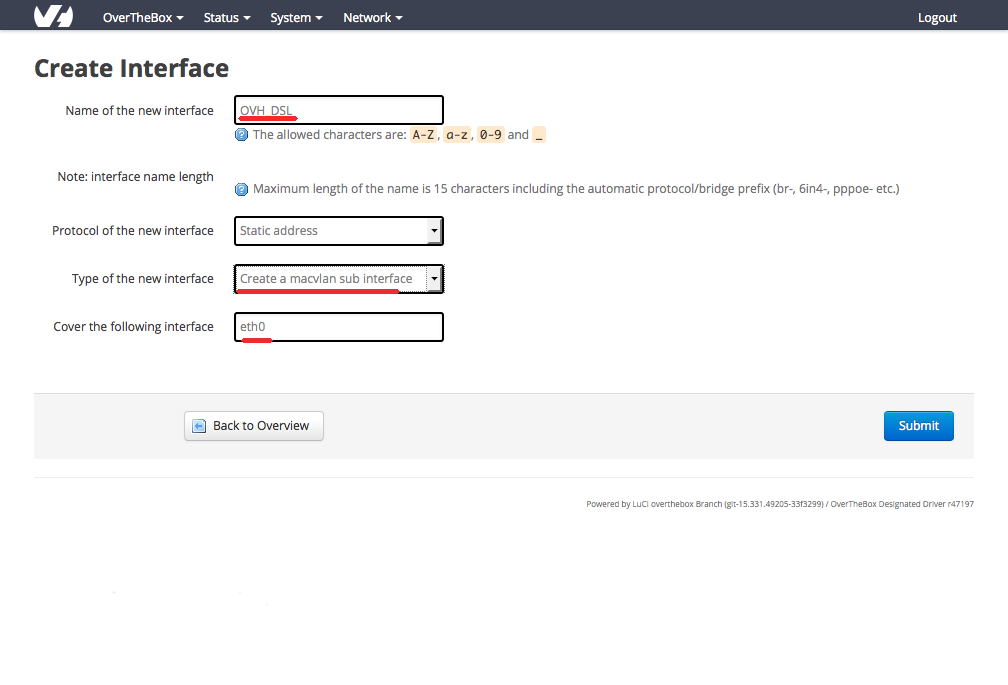 OverTheBox Status System Network Logout
Create Interface
Name of the new interface OVH_DSL
The allowed characters are: A-Z, a-z, 0-9 and _
Note: interface name length
Maximum length of the name is 15 characters including the automatic protocol/bridge prefix (br-, 6in4-, pppoe- etc.)
Protocol of the new interface Static address
Type of the new interface Create a macvlan sub interface
Cover the following interface eth0
Back to Overview Submit
Powered by LuCI overthebox Branch (git-15.331.49205-33f3299) / OverTheBox Designated Driver r47197